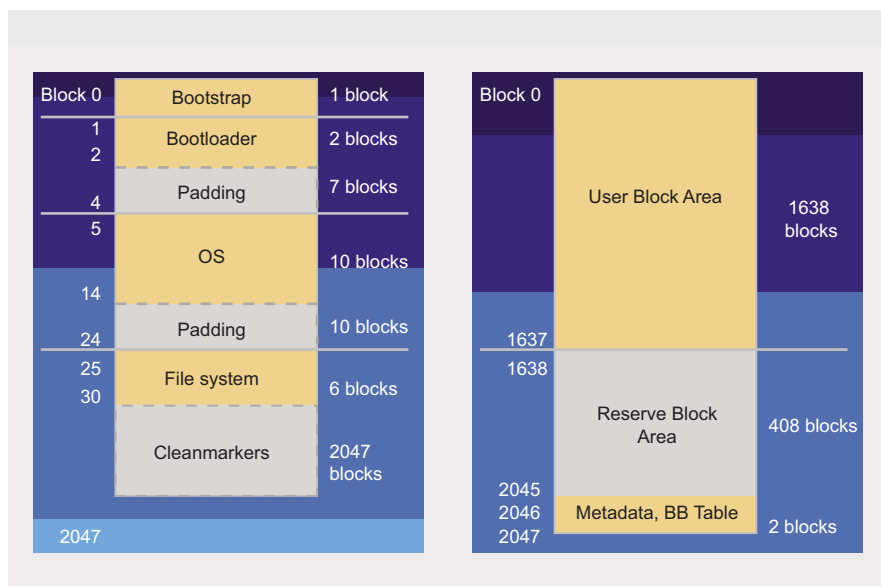 Block 0
Bootstrap
1 block
1
Bootloader
2 blocks
2
Padding
7 blocks
4
5
OS
10 blocks
14
Padding
10 blocks
24
25
File system
6 blocks
30
Cleanmarkers
2047
blocks
2047
Block 0
User Block Area
1638
blocks
1637
1638
Reserve Block
Area
408 blocks
2045
2046
Metadata, BB Table
2047
2 blocks